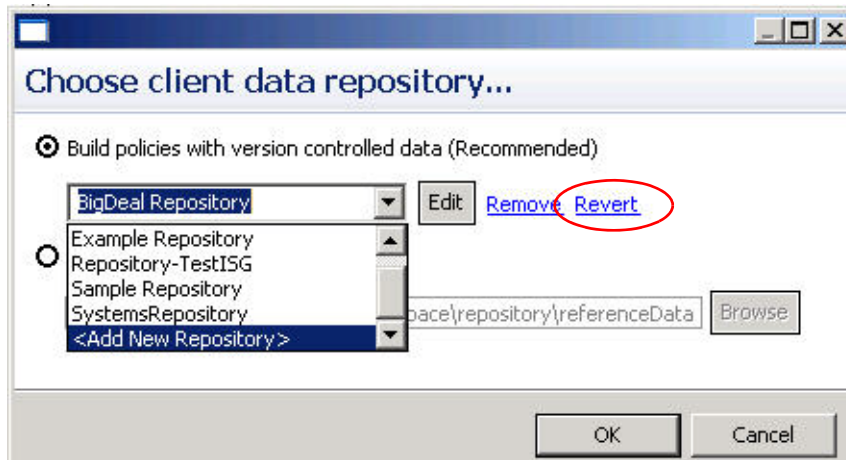 Choose client data repository...
Build policies with version controlled data (Recommended)
BigDeal Repository Edit Remove Revert
Example Repository
Repository-TestISG
Sample Repository
SystemsRepository
pace\repository\referenceData Browse
<Add New Repository>
OK Cancel